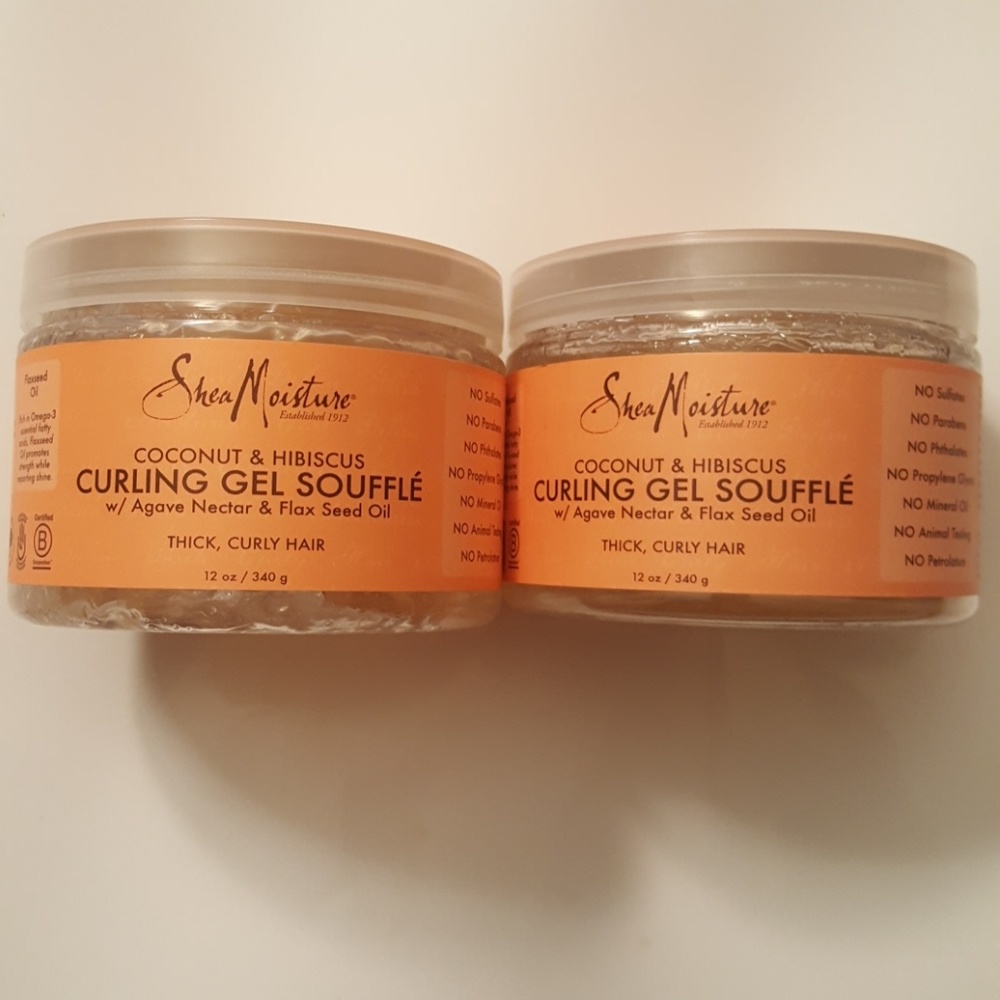 Flaxseed
Oil
Rich in Omega-3
essential fatty
acids, Flaxseed
Oil promotes
strength while
imparting shine.
Certified
B
Corporation
SheaMoisture®
Established 1912
COCONUT & HIBISCUS
CURLING GEL SOUFFLÉ
w/ Agave Nectar & Flax Seed Oil
THICK, CURLY HAIR
12 oz / 340 g
NO Sulfates
NO Parabens
NO Phthalates
NO Propylene
NO Mineral Oil
NO Animal Testing
NO Petrolatum
SheaMoisture®
Established 1912
COCONUT & HIBISCUS
CURLING GEL SOUFFLÉ
w/ Agave Nectar & Flax Seed Oil
THICK, CURLY HAIR
12 oz / 340 g
NO Sulfates
NO Parabens
NO Phthalates
NO Propylene Glycol
NO Mineral Oil
NO Animal Testing
NO Petrolatum